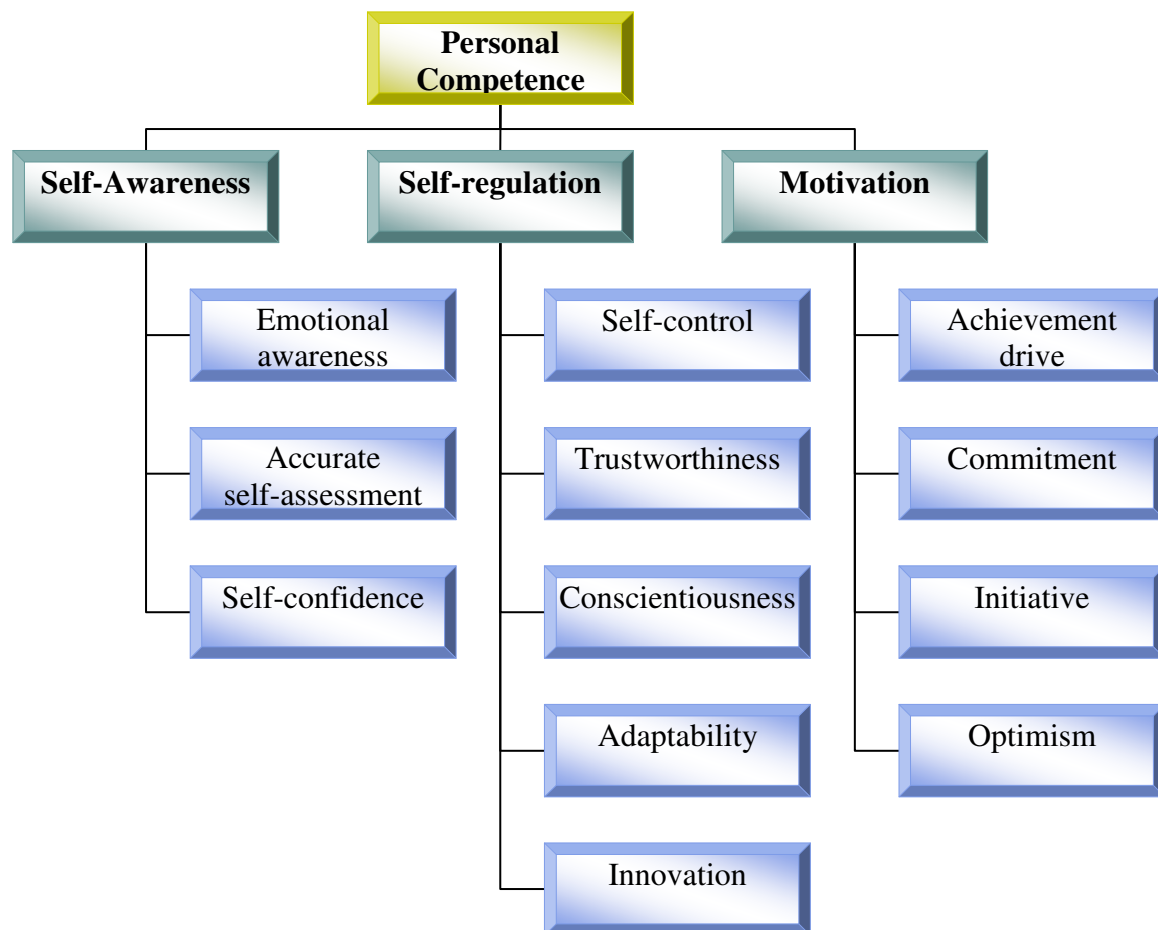 Personal
Competence
Self-Awareness
Self-regulation
Motivation
Emotional
awareness
Accurate
self-assessment
Self-confidence
Self-control
Trustworthiness
Conscientiousness
Adaptability
Innovation
Achievement
drive
Commitment
Initiative
Optimism